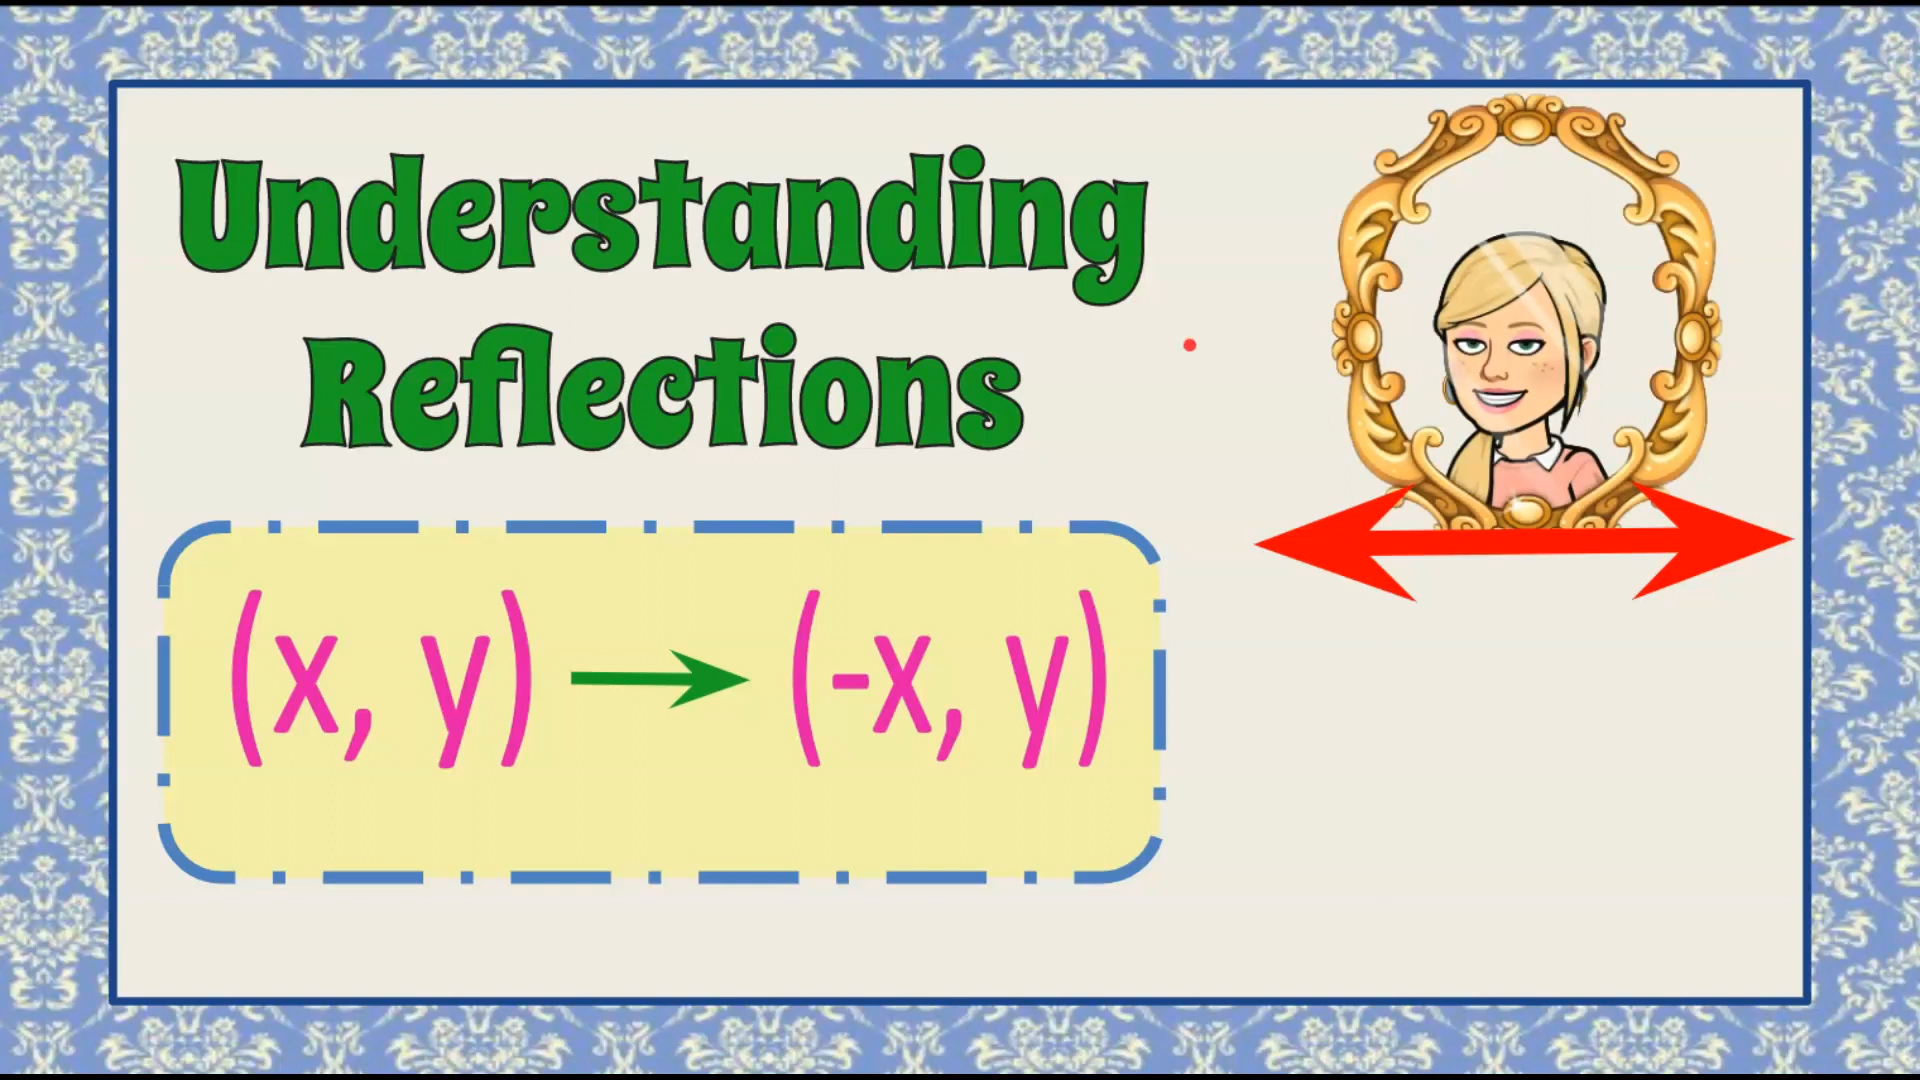 Understanding
Reflections
(x, y) → (-x, y)